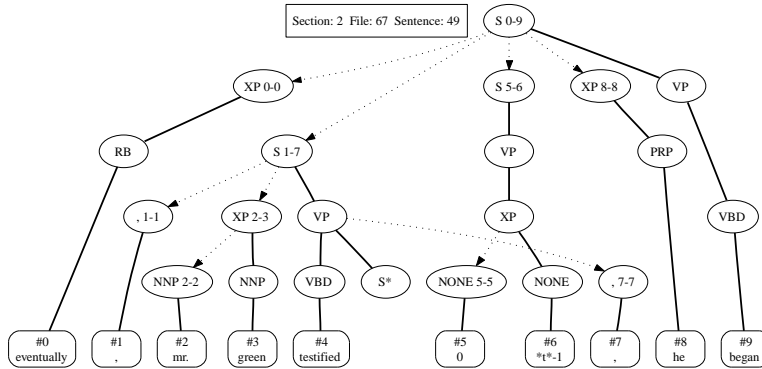 Section: 2 File: 67 Sentence: 49
S 0-9
XP 0-0
S 5-6
XP 8-8
VP
RB
S 1-7
VP
PRP
, 1-1
XP 2-3
VP
XP
VBD
NNP 2-2
NNP
VBD
S*
NONE 5-5
NONE
, 7-7
#0
eventually
#1
,
#2
mr.
#3
green
#4
testified
#5
0
#6
*t*-1
#7
,
#8
he
#9
began